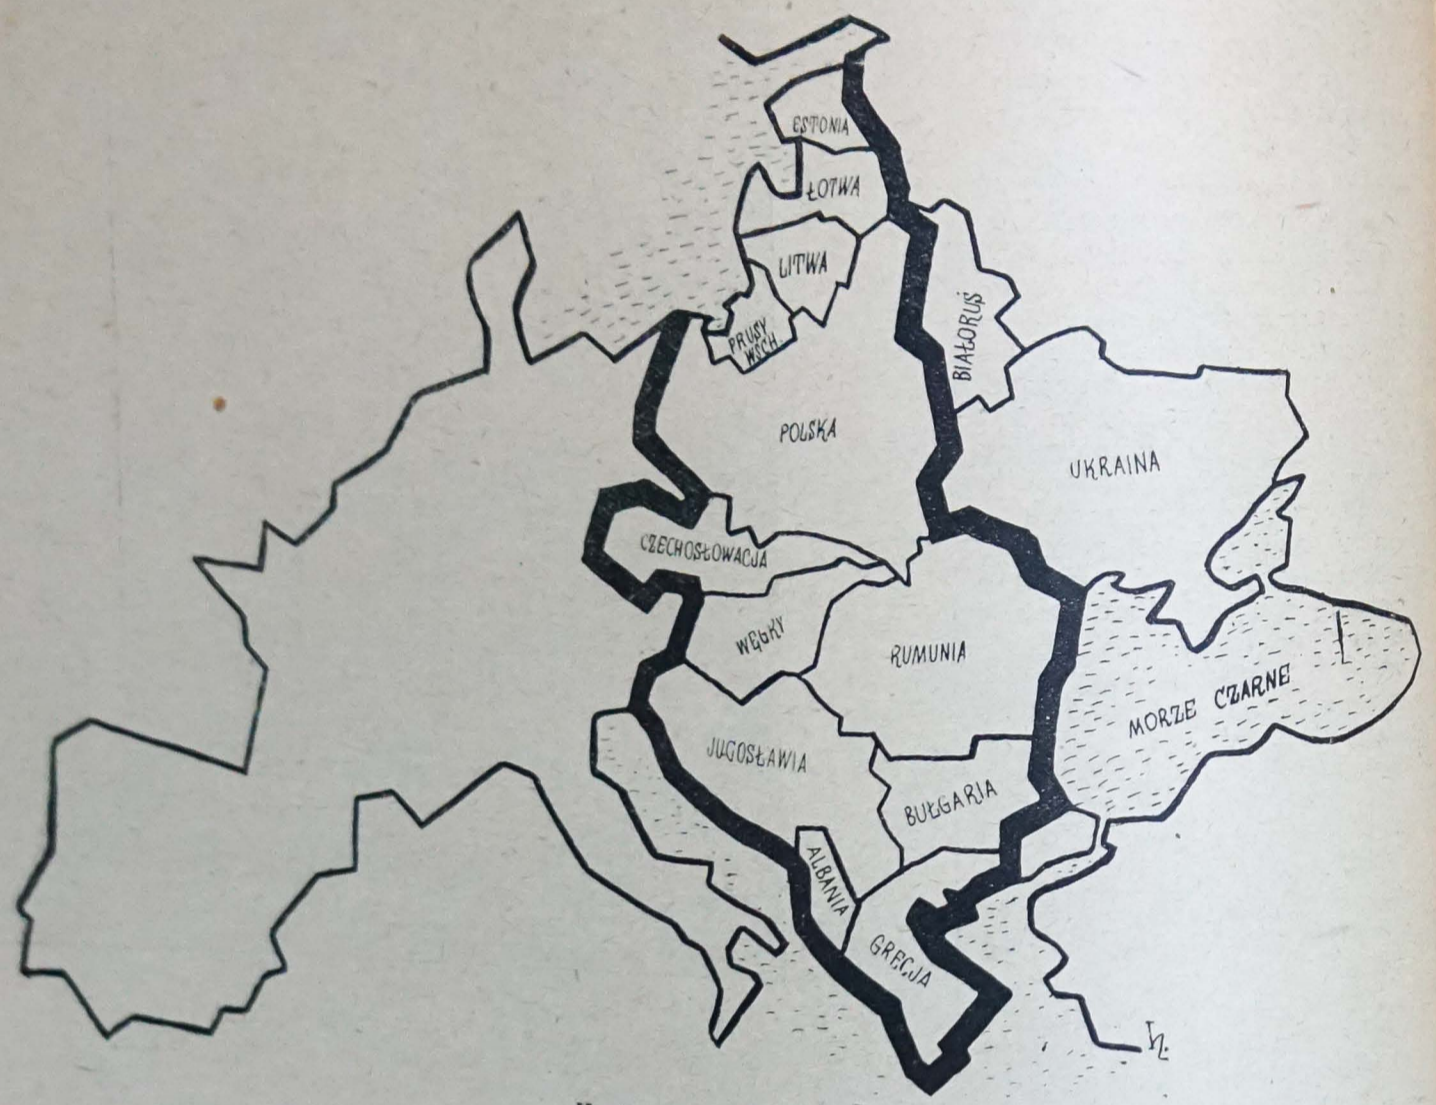 ESTONIA
ŁOTWA
LITWA
PRUSY
WSCH.
BIAŁORUŚ
POLSKA
UKRAINA
CZECHOSŁOWACJA
WĘGRY
RUMUNIA
MORZE CZARNE
JUGOSŁAWIA
BUŁGARIA
ALBANIA
GRECJA